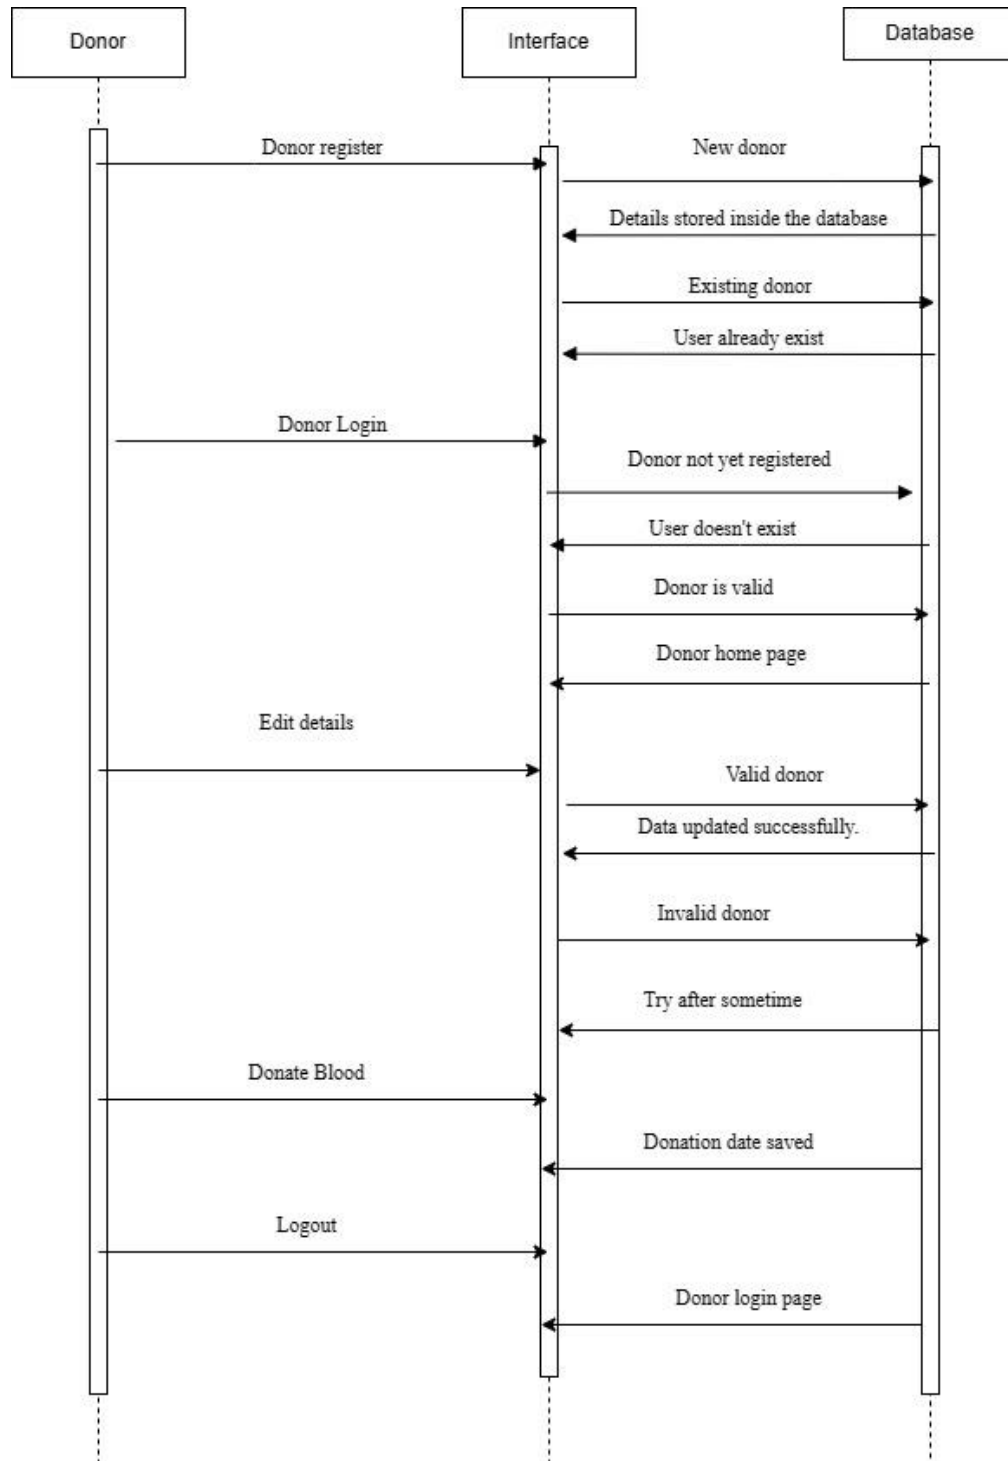 Donor
Interface
Database
Donor register
New donor
Details stored inside the database
Existing donor
User already exist
Donor Login
Donor not yet registered
User doesn't exist
Donor is valid
Donor home page
Edit details
Valid donor
Data updated successfully.
Invalid donor
Try after sometime
Donate Blood
Donation date saved
Logout
Donor login page